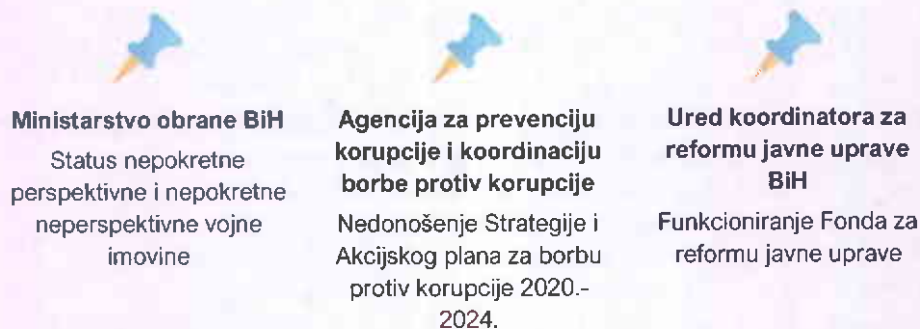 Ministarstvo obrane BiH
Status nepokretne
perspektivne i nepokretne
neperspektivne vojne
imovine
Agencija za prevenciju
korupcije i koordinaciju
borbe protiv korupcije
Nedonošenje Strategije i
Akcijskog plana za borbu
protiv korupcije 2020.-
2024.
Ured koordinatora za
reformu javne uprave
BiH
Funkcioniranje Fonda za
reformu javne uprave